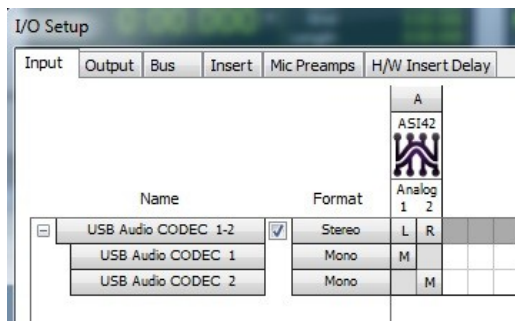 I/O Setup
Input Output Bus Insert Mic Preamps H/W Insert Delay
A
ASI42
Name Format Analog
1 2
USB Audio CODEC 1-2 Stereo L R
USB Audio CODEC 1 Mono M
USB Audio CODEC 2 Mono M